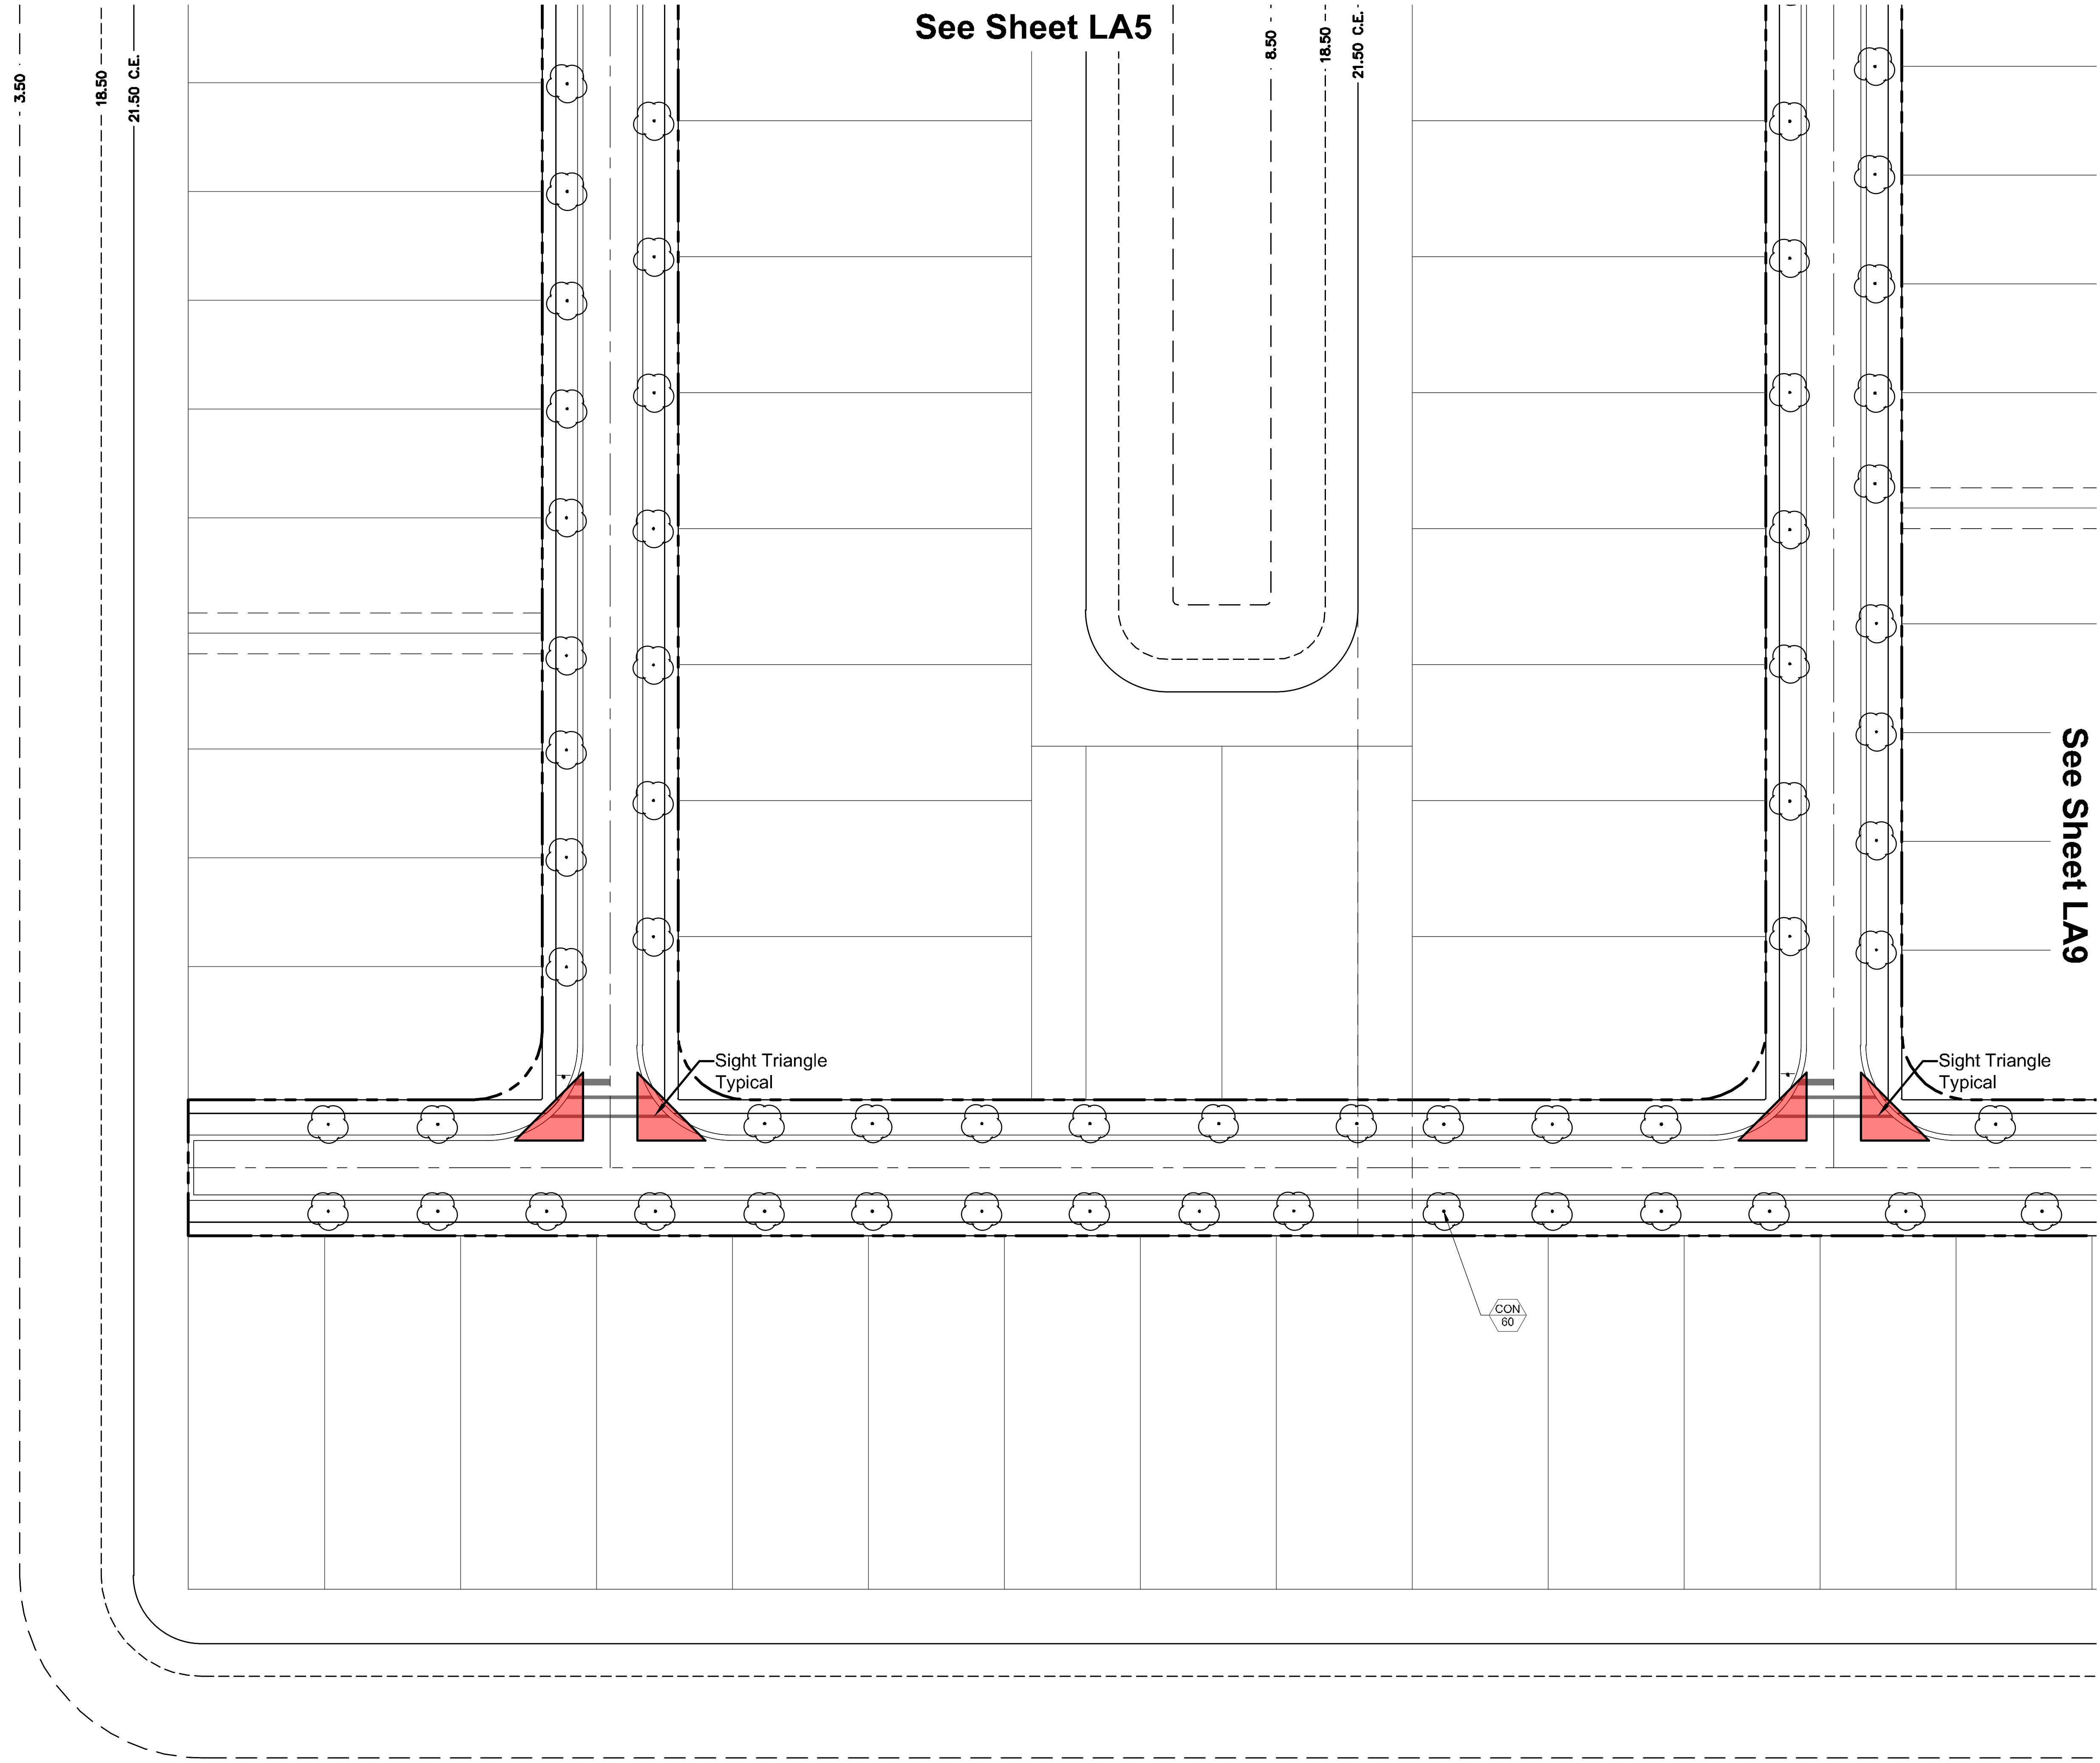 See Sheet LA5
3.50
18.50
21.50 C.E.
8.50
18.50
21.50 C.E.
See Sheet LA9
Sight Triangle
Typical
Sight Triangle
Typical
CON
60